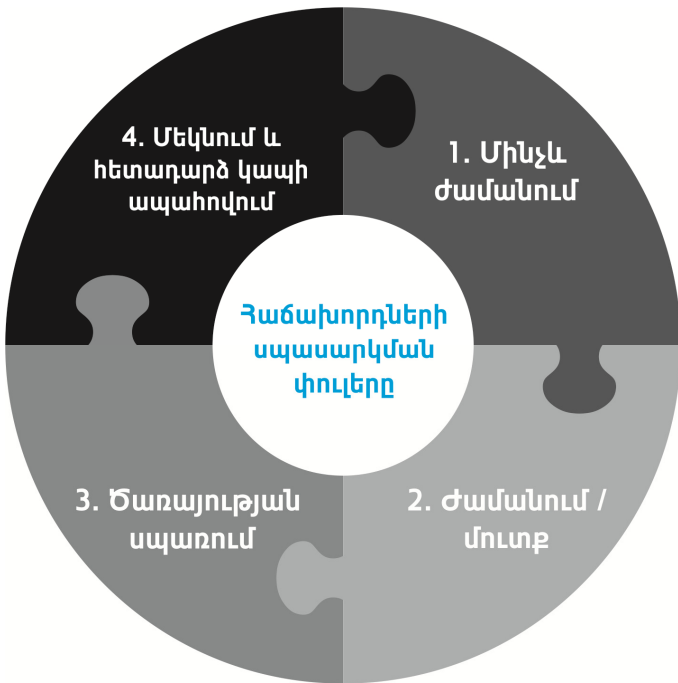 4. Մեկնում և
հետադարձ կապի
ապահովում
1. Մինչև
ժամանում
Հաճախորդների
սպասարկման
փուլերը
3. Ծառայության
սպառում
2. Ժամանում /
մուտք